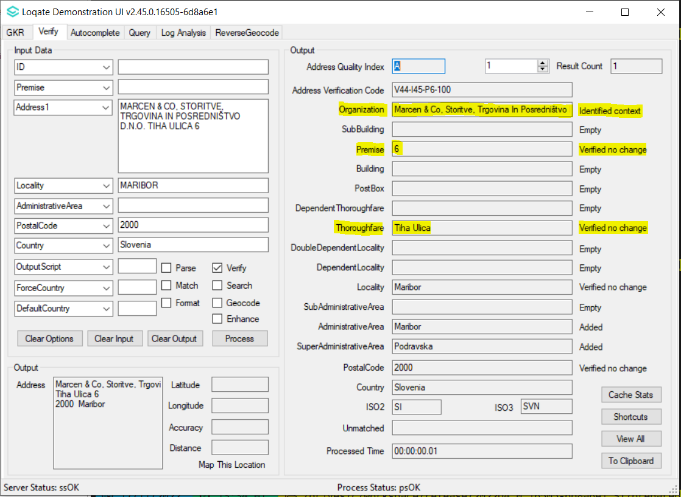 Loqate Demonstration UI v2.45.0.16505-6d8a6e1
GKR Verify Autocomplete Query Log Analysis ReverseGeocode
Input Data
ID
Premise
Address1 MARCEN & CO, STORITVE,
TRGOVINA IN POSREDNIŠTVO
D.N.O. TIHA ULICA 6
Locality MARIBOR
AdministrativeArea
PostalCode 2000
Country Slovenia
OutputScript Parse Verify
ForceCountry Match Search
DefaultCountry Format Geocode
Enhance
Clear Options Clear Input Clear Output Process
Output
Address Marcen & Co, Storitve, Trgovi
Tiha Ulica 6
2000 Maribor
Latitude
Longitude
Accuracy
Distance
Map This Location
Output
Address Quality Index A 1 Result Count 1
Address Verification Code V44-I45-P6-100
Organization Marcen & Co, Storitve, Trgovina In Posredništvo Identified context
SubBuilding Empty
Premise 6 Verified no change
Building Empty
PostBox Empty
DependentThoroughfare Empty
Thoroughfare Tiha Ulica Verified no change
DoubleDependentLocality Empty
DependentLocality Empty
Locality Maribor Verified no change
SubAdministrativeArea Empty
AdministrativeArea Maribor Added
SuperAdministrativeArea Podravska Added
PostalCode 2000 Verified no change
Country Slovenia
ISO2 SI ISO3 SVN
Unmatched
Processed Time 00:00:00.01
Cache Stats
Shortcuts
View All
To Clipboard
Server Status: ssOK Process Status: psOK